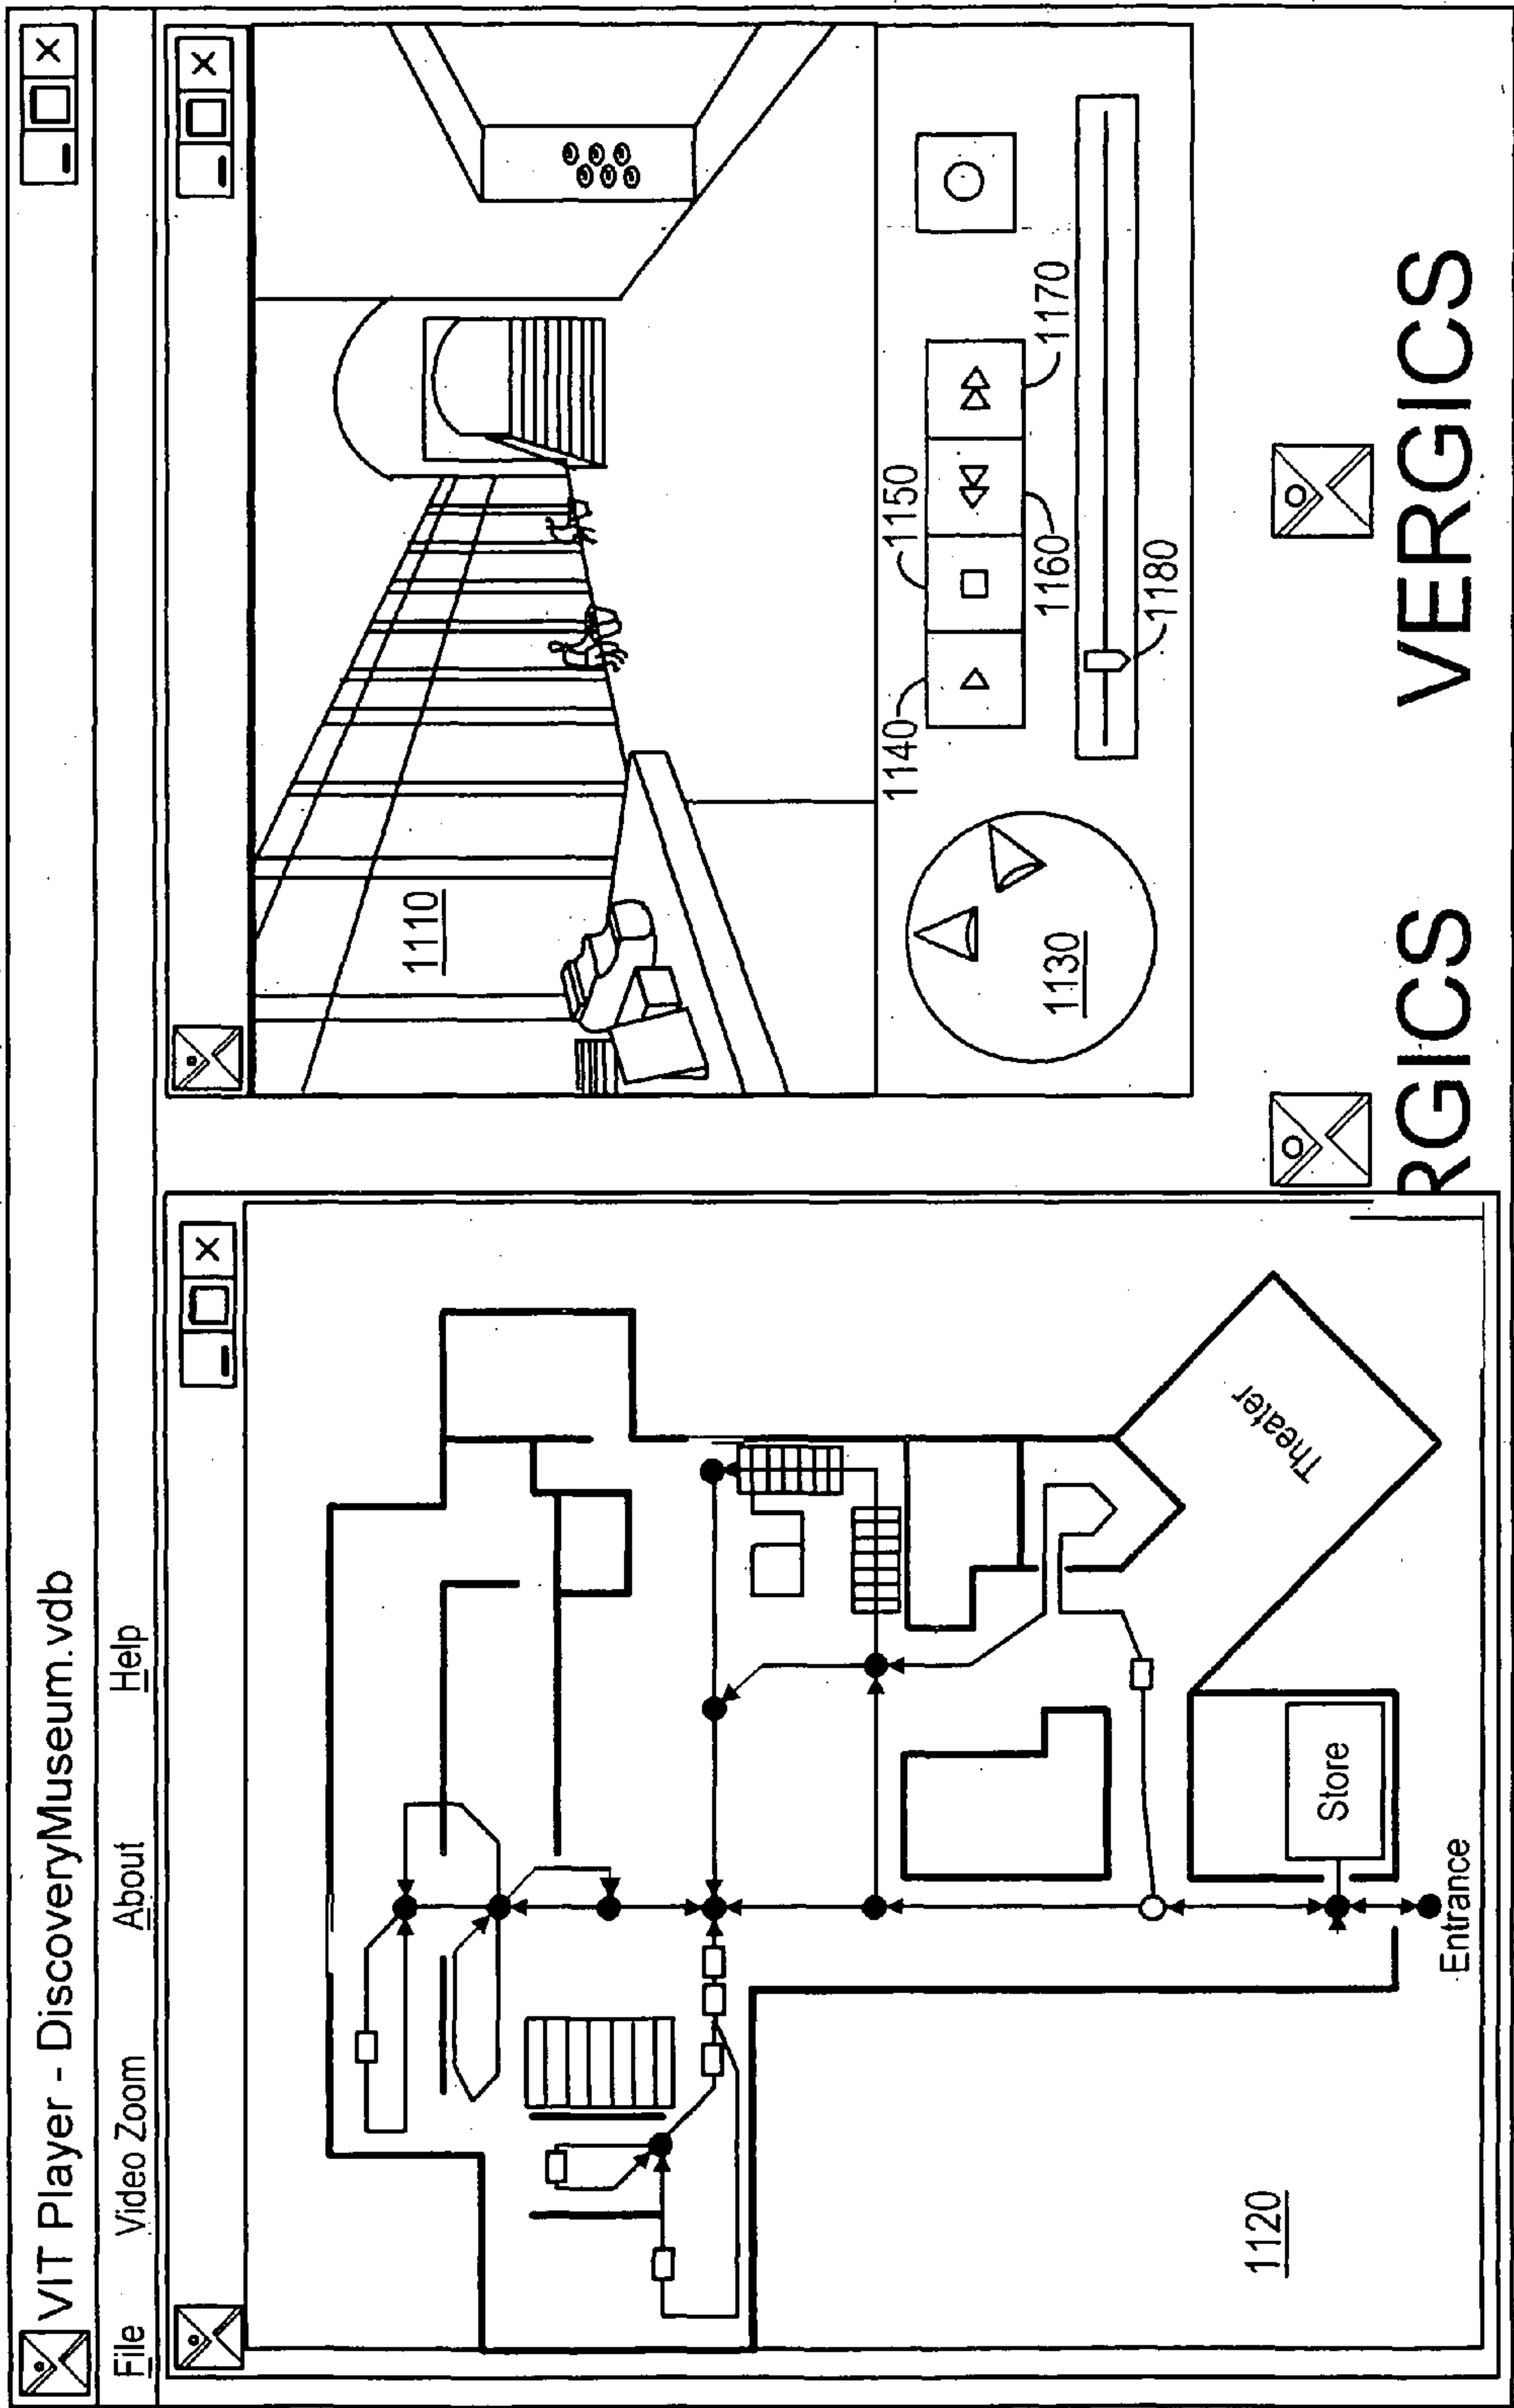 VIT Player - DiscoveryMuseum.vdb
File Video Zoom About Help
1110
1120
Theater
Store
Entrance
1130
1140
1150
1160
1170
1180
RGICS VERGICS